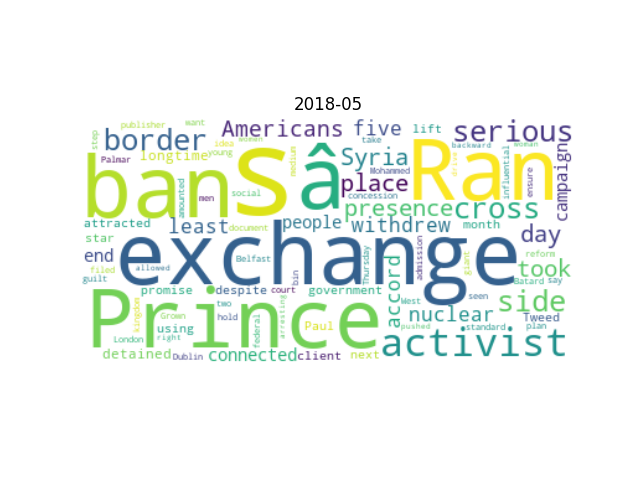 2018-05
publisher want
step Americans five lift take backward woman serious
border idea women
longtime young medium Syria drive influential
Palmar Mohammed ensure campaign
ban S â Ran
amounted men social place concession
attracted least document people presence cross
withdrew month day
star
end exchange
filed Belfast Thursday admission giant reform took
guilt allowed bin West seen Batard say
promise despite government accord
kingdom Prince two court pushed nuclear side
Grown hold using federal arresting Paul standard plan Tweed
London right
detained Dublin connected client next activist